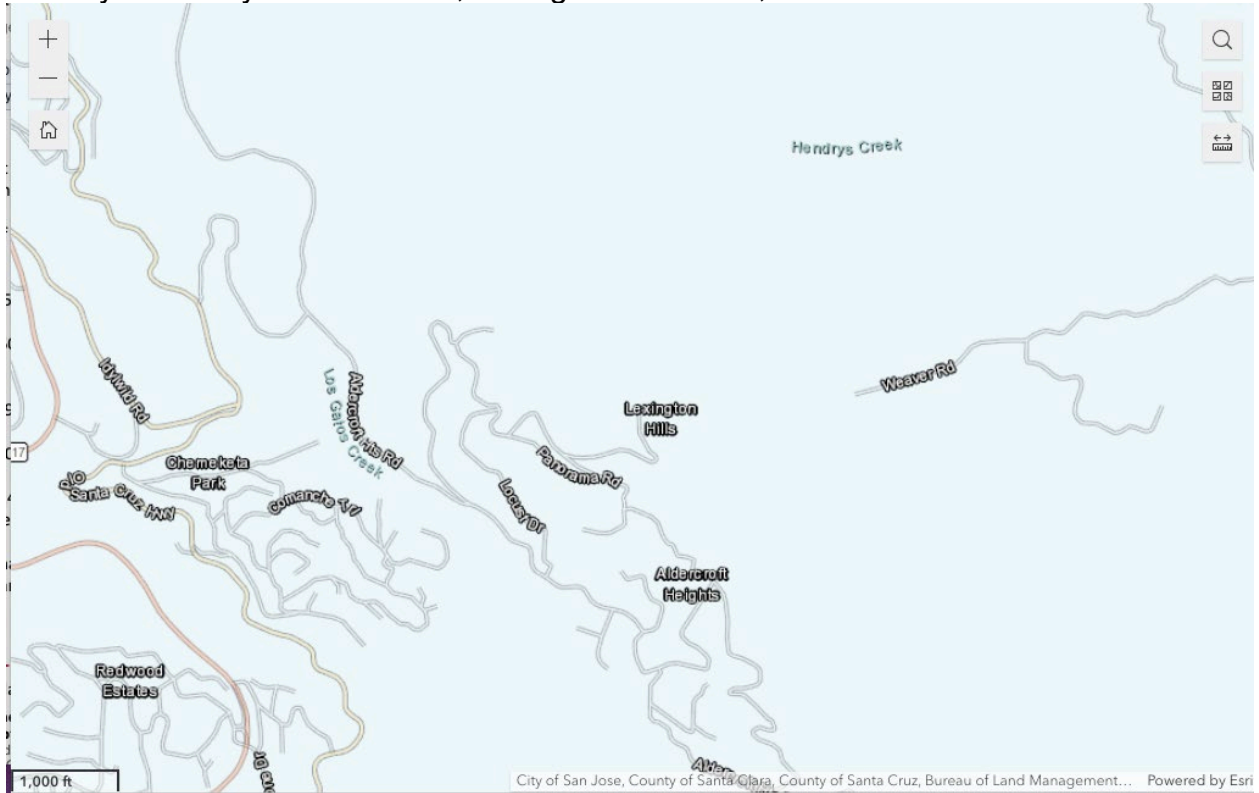 Hendrys Creek
Idylwild Rd
Aldercroft Hts Rd
Los Gatos Creek
Weaver Rd
Lexington
Hills
17
Chemeketa
Park
Panorama Rd
Old
Santa Cruz Hwy
Comanche Trl
Locust Dr
Aldercroft
Heights
Redwood
Estates
1,000 ft
City of San Jose, County of Santa Clara, County of Santa Cruz, Bureau of Land Management...
Powered by Esri